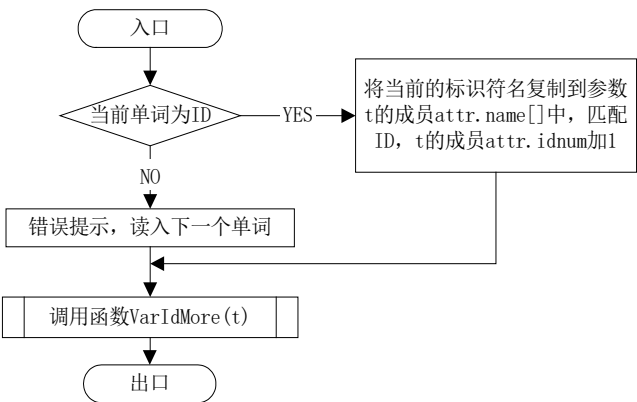 入口
当前单词为ID
YES
将当前的标识符名复制到参数
t的成员attr.name[]中，匹配
ID，t的成员attr.idnum加1
NO
错误提示，读入下一个单词
调用函数VarIdMore(t)
出口